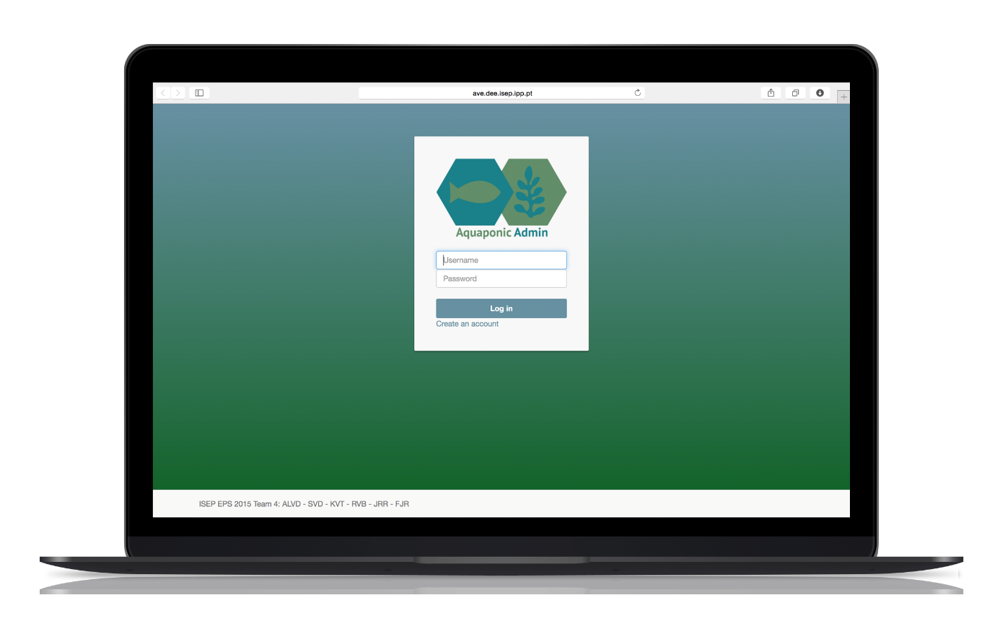 ave.dee.isep.ipp.pt
Aquaponic Admin
Username
Password
Log in
Create an account
ISEP EPS 2015 Team 4: ALVD - SVD - KVT - RVB - JRR - FJR